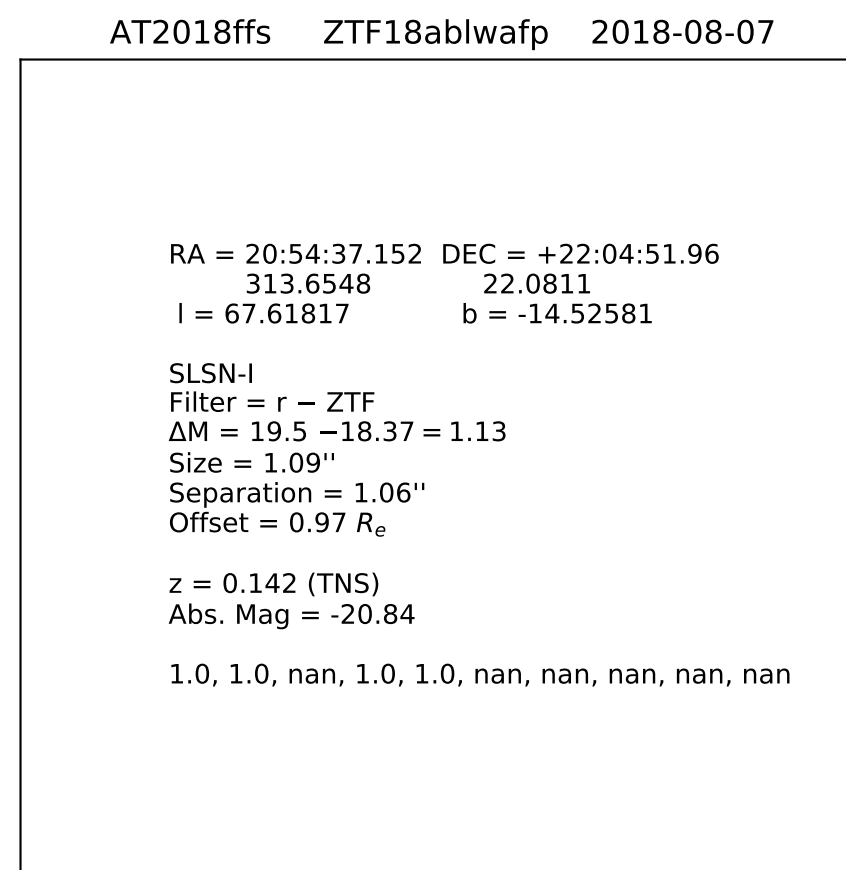 AT2018ffs ZTF18ablwafp 2018-08-07
RA = 20:54:37.152 DEC = +22:04:51.96
313.6548 22.0811
l = 67.61817 b = -14.52581
SLSN-I
Filter = r − ZTF
ΔM = 19.5 −18.37 = 1.13
Size = 1.09''
Separation = 1.06''
Offset = 0.97 Re
z = 0.142 (TNS)
Abs. Mag = -20.84
1.0, 1.0, nan, 1.0, 1.0, nan, nan, nan, nan, nan